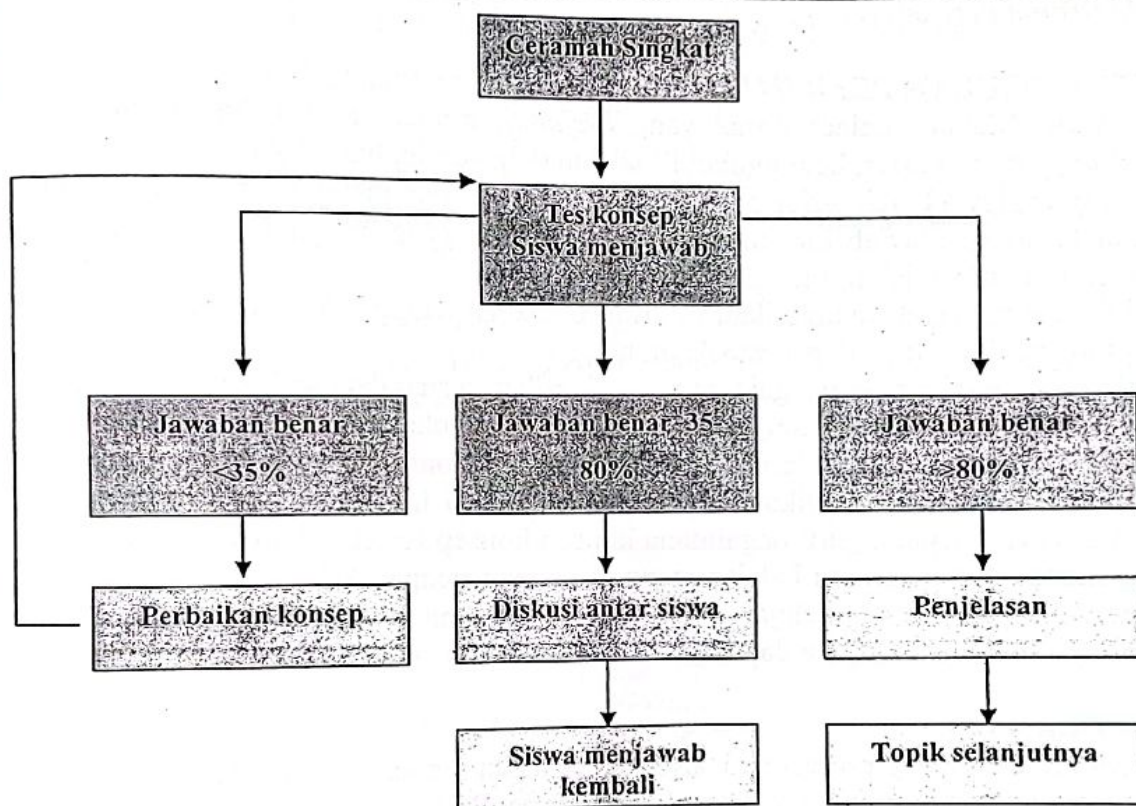 Ceramah Singkat
Tes konsep
Siswa menjawab
Jawaban benar
<35%
Jawaban benar 35-
80%
Jawaban benar
>80%
Perbaikan konsep
Diskusi antar siswa
Penjelasan
Siswa menjawab
kembali
Topik selanjutnya